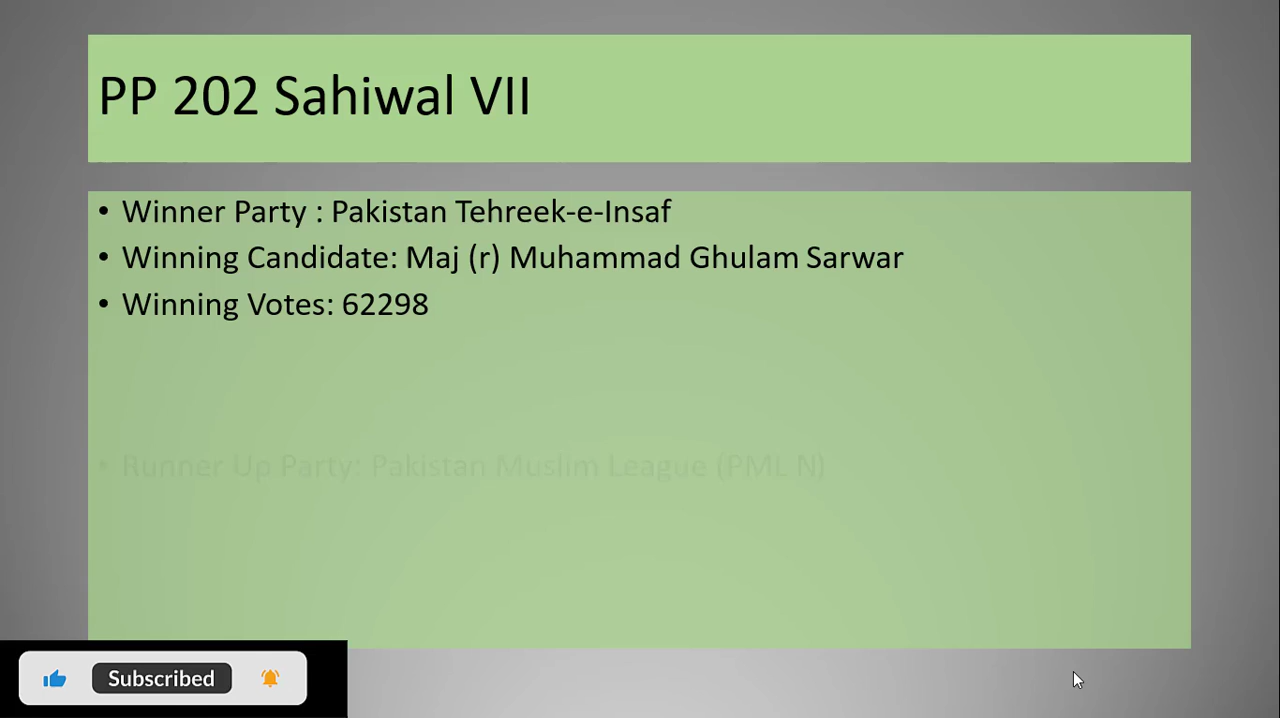 PP 202 Sahiwal VII
• Winner Party : Pakistan Tehreek-e-Insaf
• Winning Candidate: Maj (r) Muhammad Ghulam Sarwar
• Winning Votes: 62298
• Runner Up Party: Pakistan Muslim League (PML N)
Subscribed